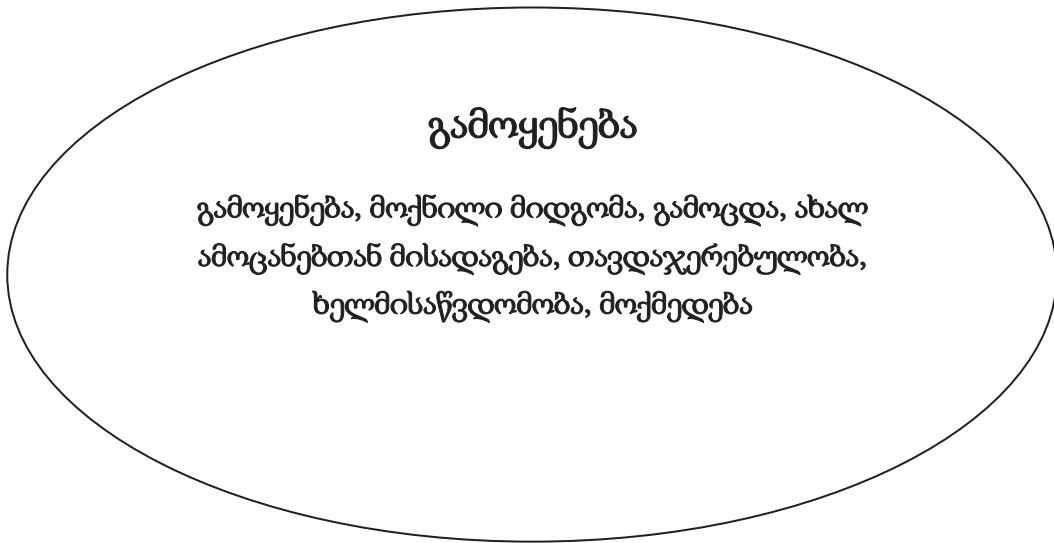 გამოყენება
გამოყენება, მოქნილი მიდგომა, გამოცდა, ახალ
ამოცანებთან მისადაგება, თავდაჯერებულობა,
ხელმისაწვდომობა, მოქმედება